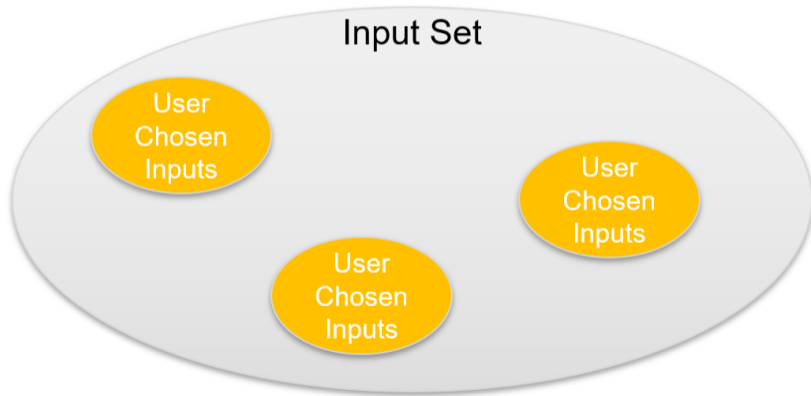 Input Set
User
Chosen
Inputs
User
Chosen
Inputs
User
Chosen
Inputs